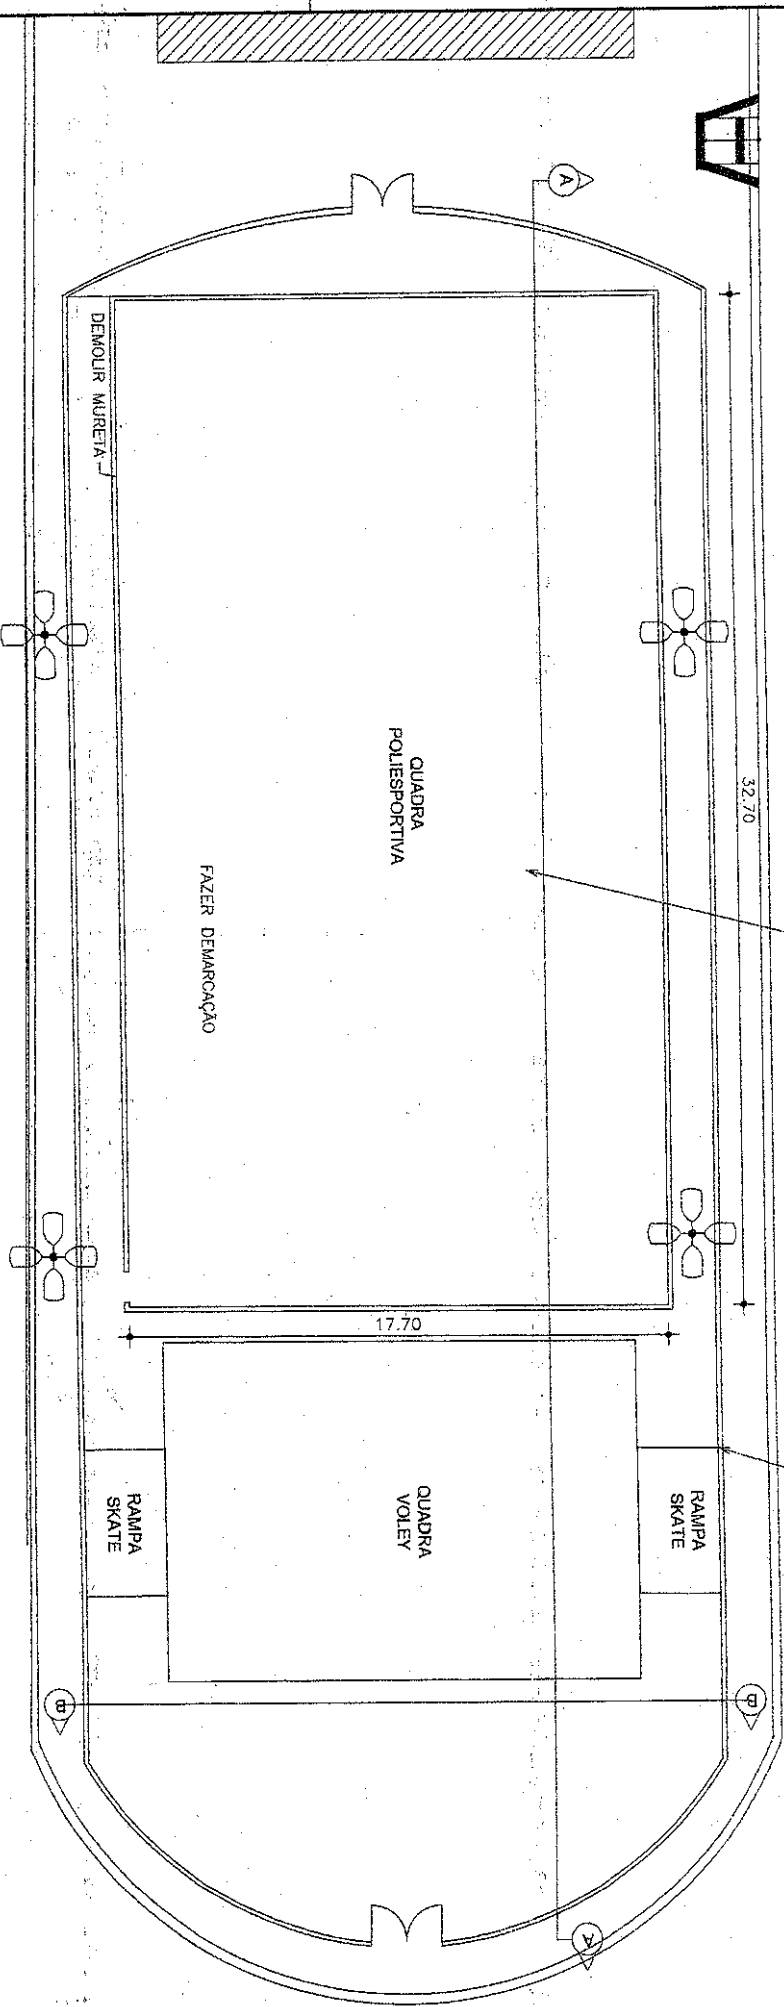 A
DEMOLIR MURETA
32.70
QUADRA
POLIESPORTIVA
FAZER DEMARCAÇÃO
17.70
RAMPA
SKATE
QUADRA
VOLEY
RAMPA
SKATE
B
B
A